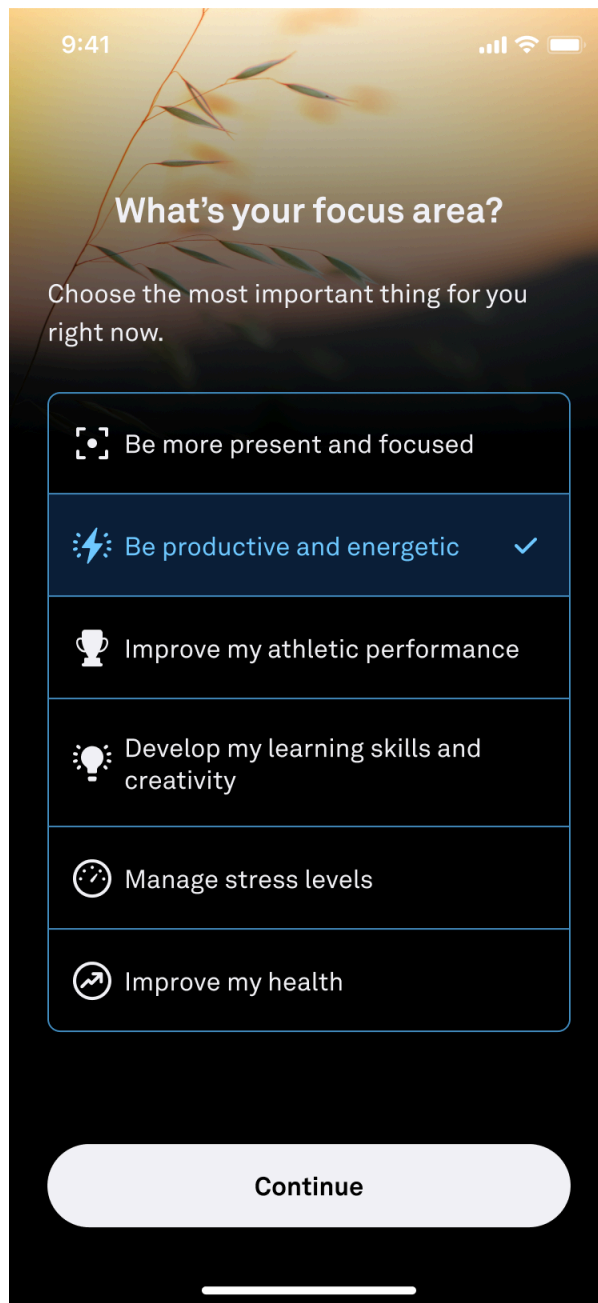 9:41
What’s your focus area?
Choose the most important thing for you
right now.
Be more present and focused
Be productive and energetic
Improve my athletic performance
Develop my learning skills and
creativity
Manage stress levels
Improve my health
Continue